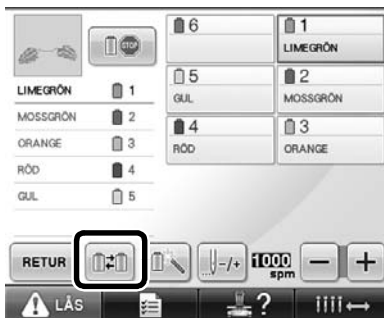 6
1
LIMEGRÖN
STOP
5
GUL
2
MOSSGRÖN
4
RÖD
3
ORANGE
LIMEGRÖN 1
MOSSGRÖN 2
ORANGE 3
RÖD 4
GUL 5
RETUR
-/+
1000 spm
- +
LÅS
?